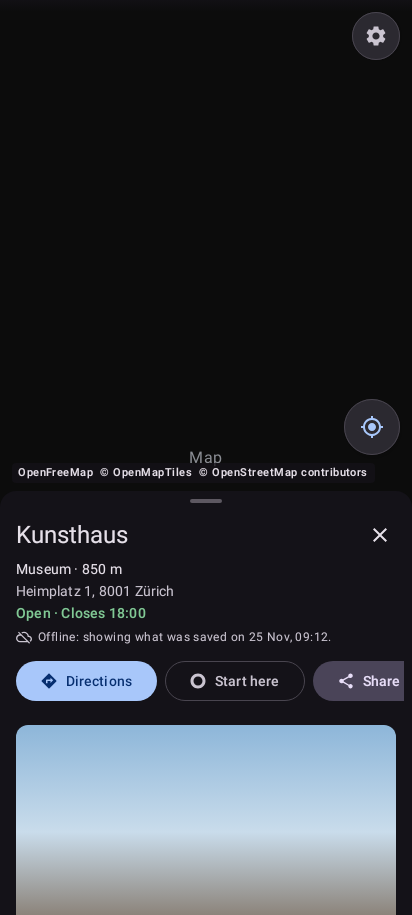 Map
OpenFreeMap © OpenMapTiles © OpenStreetMap contributors
Kunsthaus
Museum · 850 m
Heimplatz 1, 8001 Zürich
Open · Closes 18:00
Offline: showing what was saved on 25 Nov, 09:12.
Directions
Start here
Share